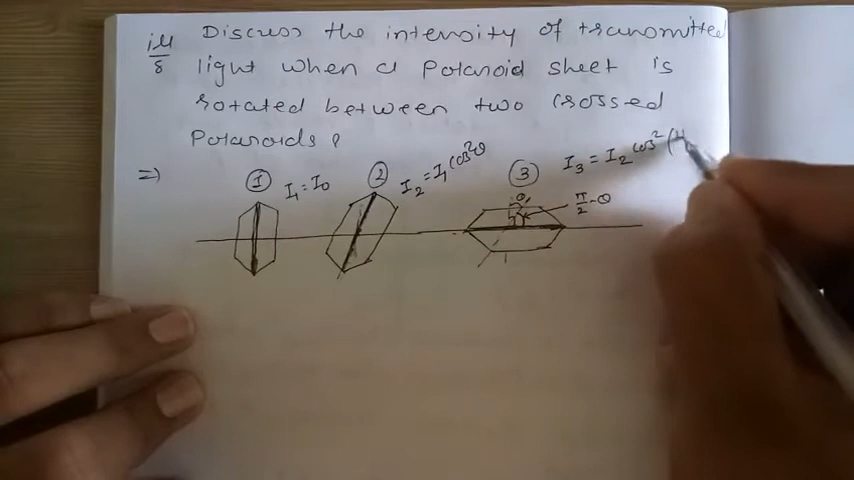 ill 8 Discuss the intensity of transmitted
light when a Polaroid sheet is
rotated between two crossed
Polaroids ?
⇒ ① I₁ = I₀ ② I₂ = I₁ cos²θ ③ I₃ = I₂ cos² (
θ π/2 - θ